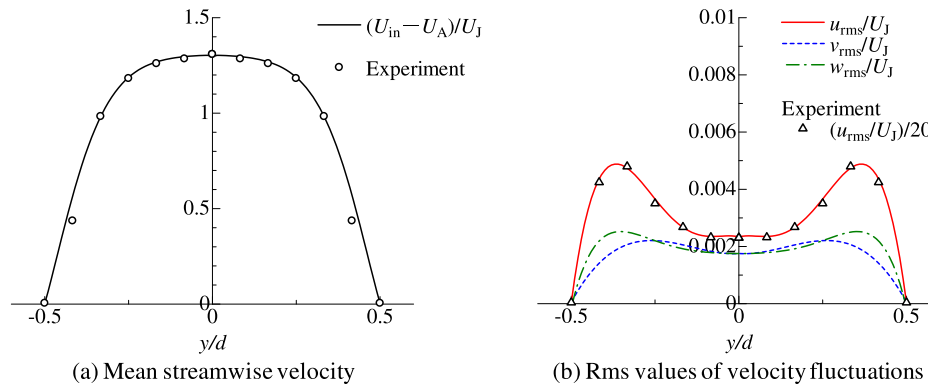 1.5
(U_in－U_A)/U_J
Experiment
1
0.5
0
-0.5
0
0.5
y/d
(a) Mean streamwise velocity
0.01
u_rms/U_J
v_rms/U_J
w_rms/U_J
0.008
Experiment
(u_rms/U_J)/20
0.006
0.004
0.002
0
-0.5
0
0.5
y/d
(b) Rms values of velocity fluctuations